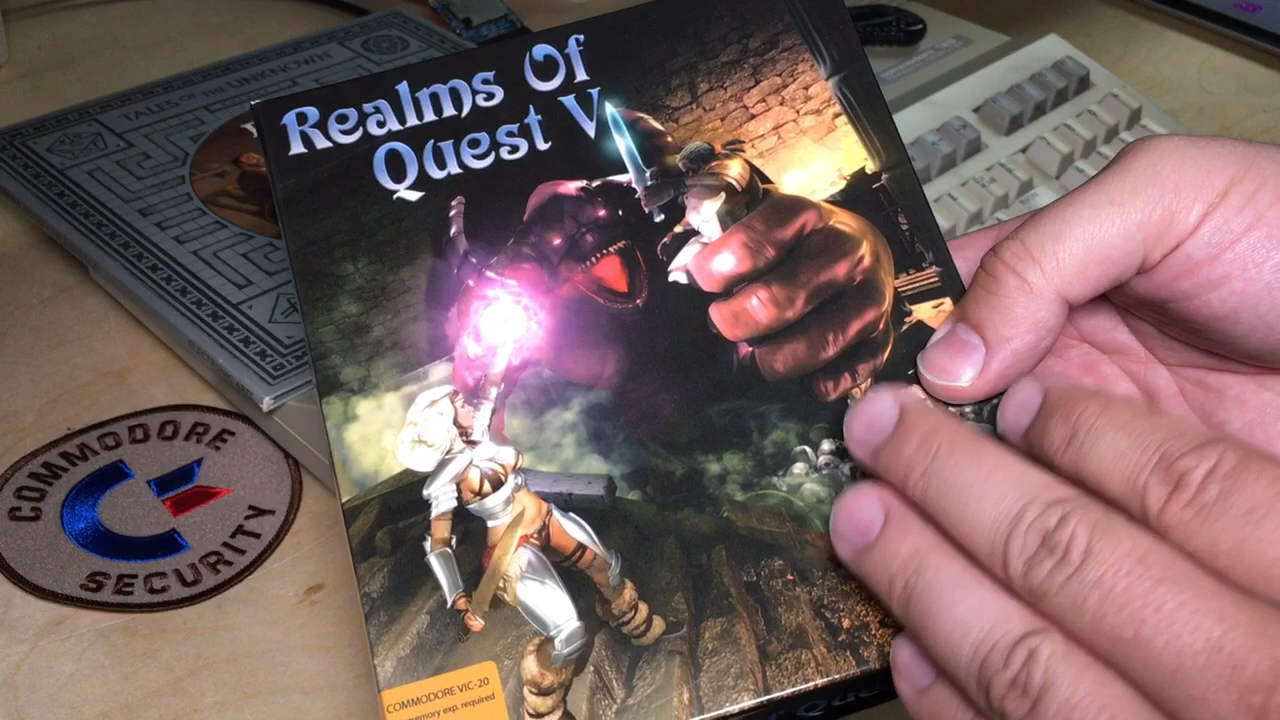 TALES OF THE UNKNOWN
Realms Of
Quest V
COMMODORE
SECURITY
COMMODORE VIC-20
memory exp. required